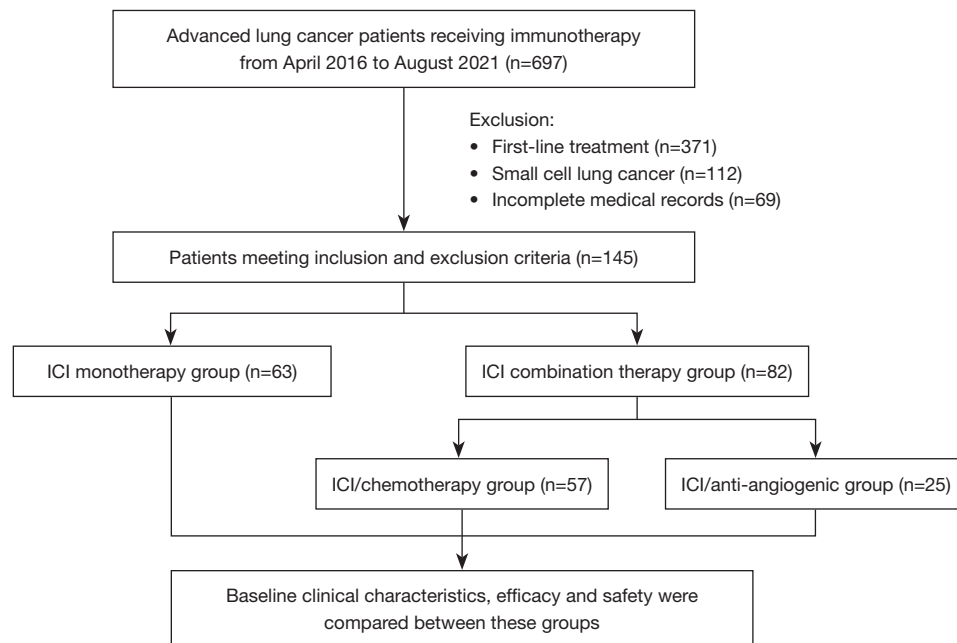 Advanced lung cancer patients receiving immunotherapy
from April 2016 to August 2021 (n=697)
Exclusion:
• First-line treatment (n=371)
• Small cell lung cancer (n=112)
• Incomplete medical records (n=69)
Patients meeting inclusion and exclusion criteria (n=145)
ICI monotherapy group (n=63)
ICI combination therapy group (n=82)
ICI/chemotherapy group (n=57)
ICI/anti-angiogenic group (n=25)
Baseline clinical characteristics, efficacy and safety were
compared between these groups